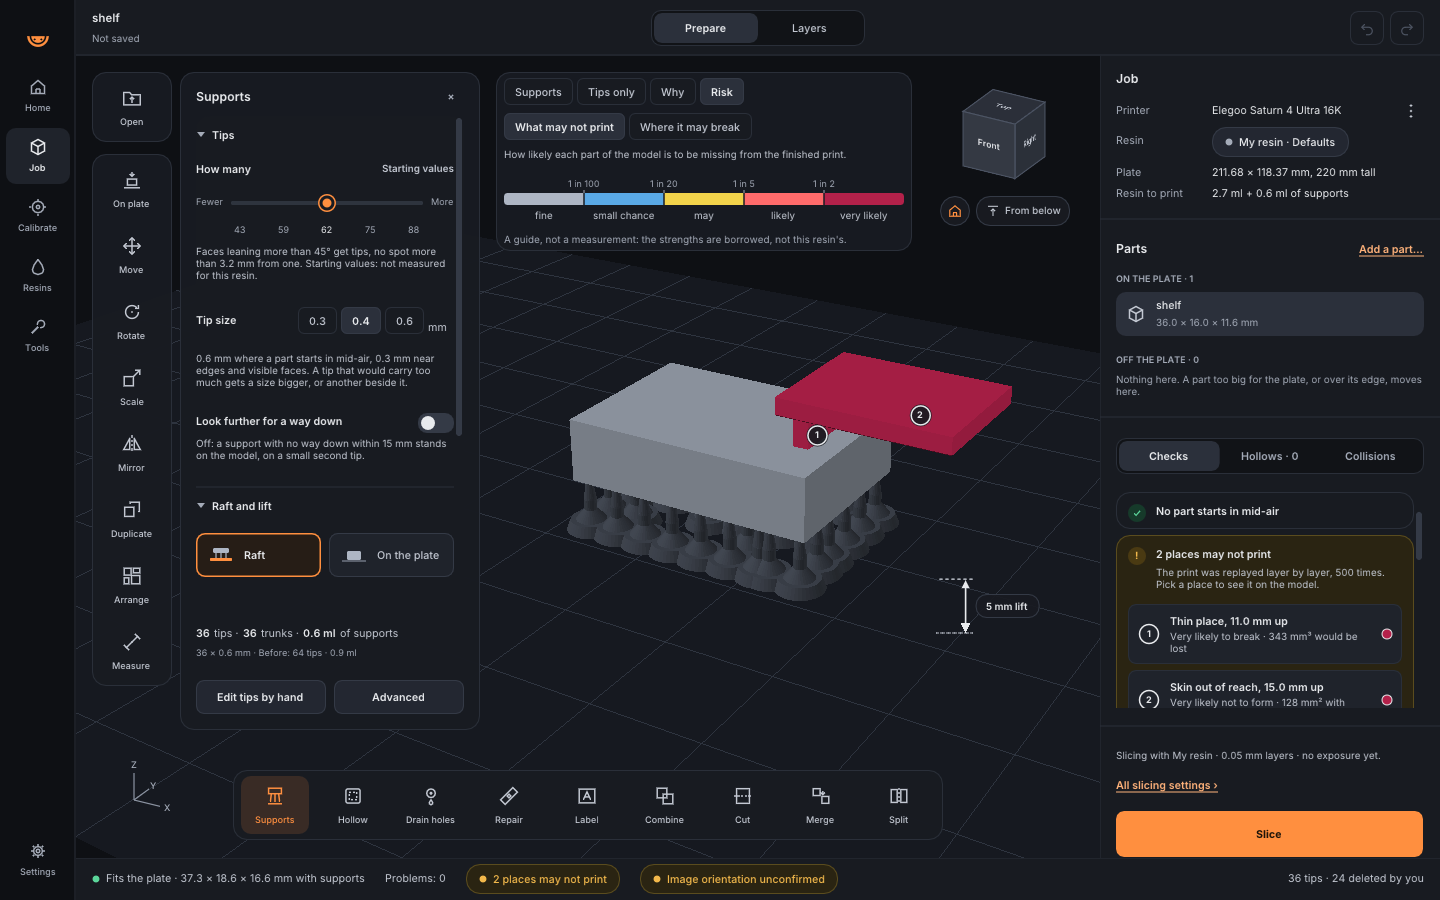 shelf
Not saved
Prepare
Layers
Home
Job
Calibrate
Resins
Tools
Settings
Open
On plate
Move
Rotate
Scale
Mirror
Duplicate
Arrange
Measure
Supports
×
Tips
How many
Starting values
Fewer
More
43 59 62 75 88
Faces leaning more than 45° get tips, no spot more
than 3.2 mm from one. Starting values: not measured
for this resin.
Tip size
0.3
0.4
0.6
mm
0.6 mm where a part starts in mid-air, 0.3 mm near
edges and visible faces. A tip that would carry too
much gets a size bigger, or another beside it.
Look further for a way down
Off: a support with no way down within 15 mm stands
on the model, on a small second tip.
Raft and lift
Raft
On the plate
36 tips · 36 trunks · 0.6 ml of supports
36 × 0.6 mm · Before: 64 tips · 0.9 ml
Edit tips by hand
Advanced
Supports
Tips only
Why
Risk
What may not print
Where it may break
How likely each part of the model is to be missing from the finished print.
1 in 100
1 in 20
1 in 5
1 in 2
fine
small chance
may
likely
very likely
A guide, not a measurement: the strengths are borrowed, not this resin's.
Top
Front
Right
From below
1
2
5 mm lift
Z
Y
X
Supports
Hollow
Drain holes
Repair
Label
Combine
Cut
Merge
Split
Job
Printer
Elegoo Saturn 4 Ultra 16K
Resin
My resin · Defaults
Plate
211.68 × 118.37 mm, 220 mm tall
Resin to print
2.7 ml + 0.6 ml of supports
Parts
Add a part...
ON THE PLATE · 1
shelf
36.0 × 16.0 × 11.6 mm
OFF THE PLATE · 0
Nothing here. A part too big for the plate, or over its edge, moves
here.
Checks
Hollows · 0
Collisions
No part starts in mid-air
!
2 places may not print
The print was replayed layer by layer, 500 times.
Pick a place to see it on the model.
1
Thin place, 11.0 mm up
Very likely to break · 343 mm³ would be
lost
2
Skin out of reach, 15.0 mm up
Very likely not to form · 128 mm² with
Slicing with My resin · 0.05 mm layers · no exposure yet.
All slicing settings ›
Slice
Fits the plate · 37.3 × 18.6 × 16.6 mm with supports
Problems: 0
2 places may not print
Image orientation unconfirmed
36 tips · 24 deleted by you